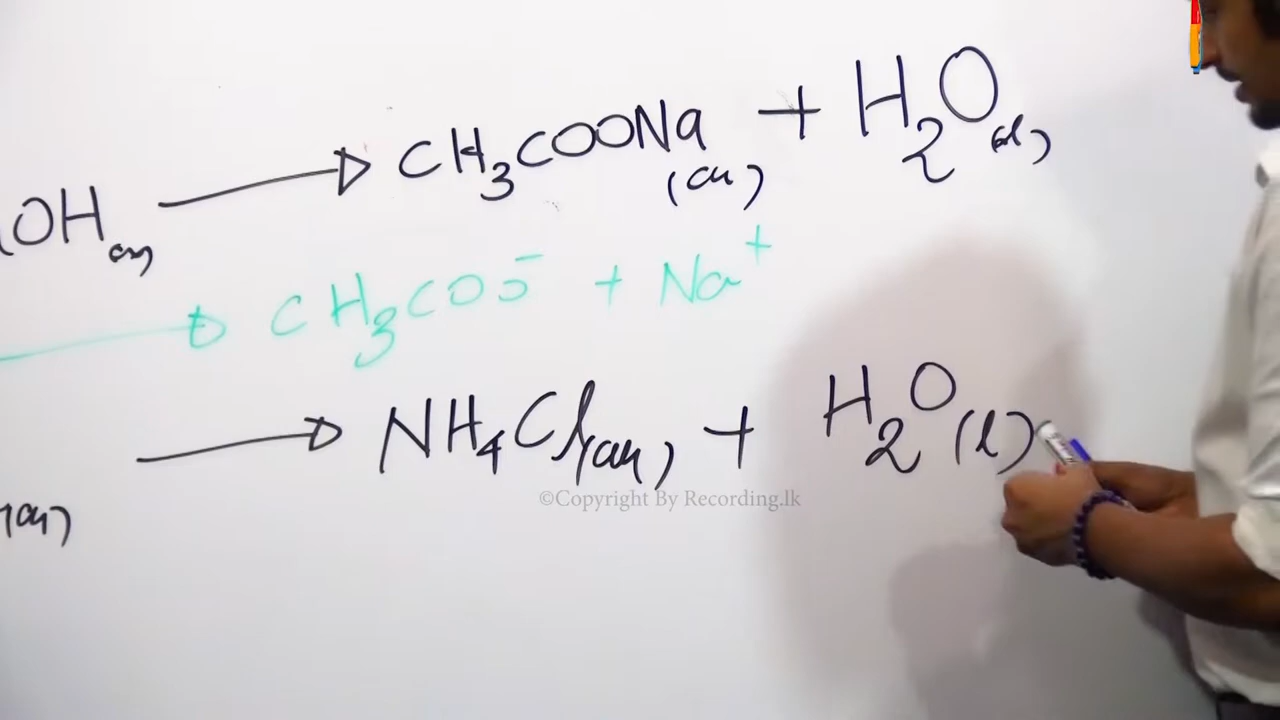 OH(aq) → CH₃COONa(aq) + H₂O(l)
→ CH₃COO⁻ + Na⁺
→ NH₄Cl(aq) + H₂O(l)
(aq)
©Copyright By Recording.lk